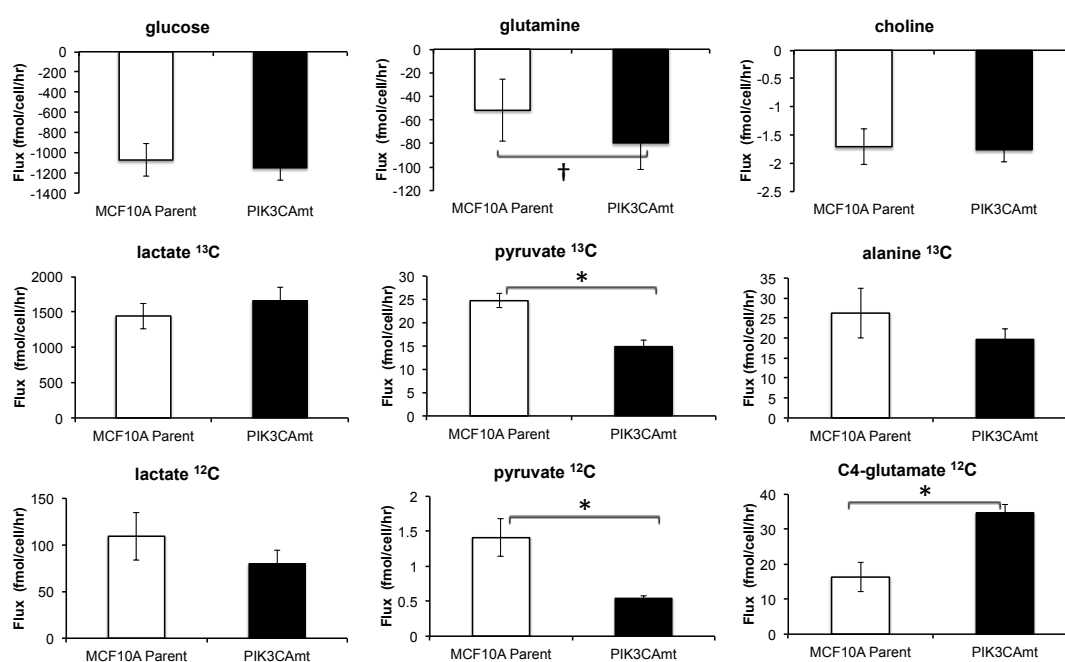 glucose
Flux (fmol/cell/hr)
0
-200
-400
-600
-800
-1000
-1200
-1400
MCF10A Parent PIK3CAmt
glutamine
Flux (fmol/cell/hr)
0
-20
-40
-60
-80
-100
-120
†
MCF10A Parent PIK3CAmt
choline
Flux (fmol/cell/hr)
0
-0.5
-1
-1.5
-2
-2.5
MCF10A Parent PIK3CAmt
lactate ¹³C
Flux (fmol/cell/hr)
2000
1500
1000
500
0
MCF10A Parent PIK3CAmt
pyruvate ¹³C
Flux (fmol/cell/hr)
30
25
20
15
10
5
0
*
MCF10A Parent PIK3CAmt
alanine ¹³C
Flux (fmol/cell/hr)
35
30
25
20
15
10
5
0
MCF10A Parent PIK3CAmt
lactate ¹²C
Flux (fmol/cell/hr)
150
100
50
0
MCF10A Parent PIK3CAmt
pyruvate ¹²C
Flux (fmol/cell/hr)
2
1.5
1
0.5
0
*
MCF10A Parent PIK3CAmt
C4-glutamate ¹²C
Flux (fmol/cell/hr)
40
30
20
10
0
*
MCF10A Parent PIK3CAmt